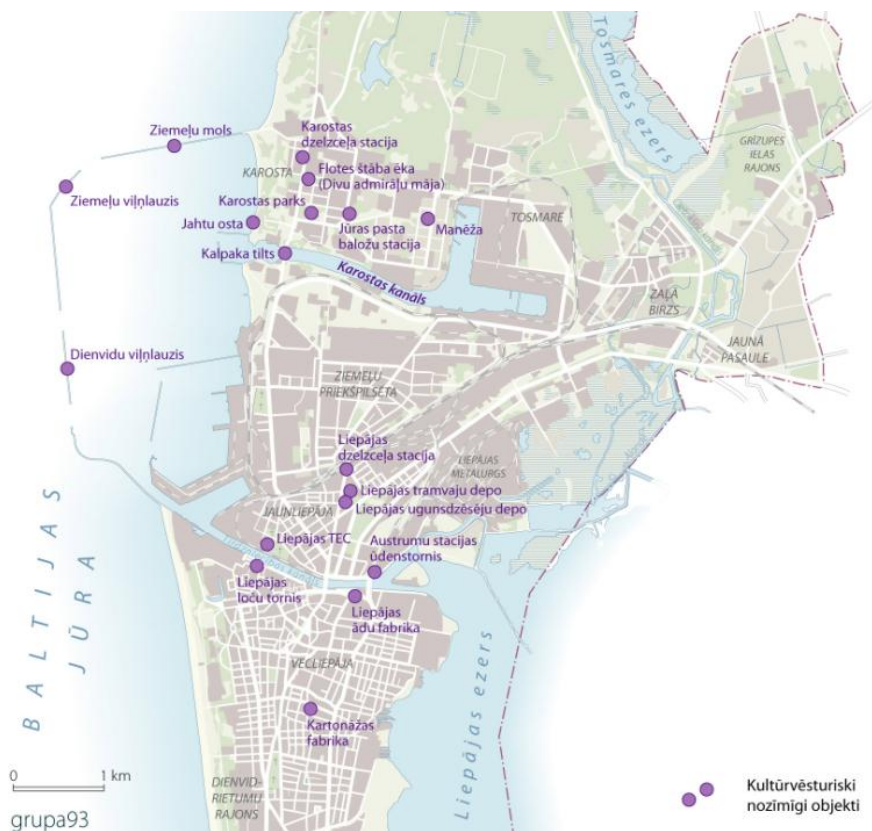 Tosmares ezers
Ziemeļu mols
Karostas
dzelzceļa stacija
GRĪZUPES
IELAS
RAJONS
KAROSTA
Flotes štāba ēka
(Divu admirāļu māja)
Ziemeļu viļņlauzis
Karostas parks
Jahtu osta
Jūras pasta
baložu stacija
Manēža
TOSMARE
Kalpaka tilts
Karostas kanāls
ZAĻĀ
BIRZS
JAUNĀ
PASAULE
Dienvidu viļņlauzis
ZIEMEĻU
PRIEKŠPILSĒTA
Liepājas
dzelzceļa stacija
LIEPĀJAS
METALURGS
Liepājas tramvaju depo
Liepājas ugunsdzēsēju depo
JAUNLIEPĀJA
Liepājas TEC
Austrumu stacijas
ūdenstornis
Liepājas
loču tornis
Liepājas
ādu fabrika
BALTIJAS
JŪRA
VECLIEPĀJA
Liepājas ezers
Kartonāžas
fabrika
0 1 km
DIENVID-
RIETUMU
RAJONS
grupa93
Kultūrvēsturiski
nozīmīgi objekti